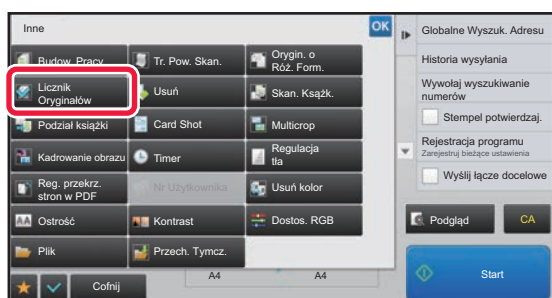 Inne
OK
Budow. Pracy
Tr. Pow. Skan.
Orygin. o
Róż. Form.
Licznik
Oryginałów
Usuń
Skan. Książk.
Podział książki
Card Shot
Multicrop
Kadrowanie obrazu
Timer
Regulacja
tła
Reg. przekrz.
stron w PDF
Nr Użytkownika
Usuń kolor
AA
Ostrość
Kontrast
Dostos. RGB
Plik
Przech. Tymcz.
Cofnij
A4
A4
Globalne Wyszuk. Adresu
Historia wysyłania
Wywołaj wyszukiwanie
numerów
Stempel potwierdzaj.
Rejestracja programu
Zarejestruj bieżące ustawienia
Wyślij łącze docelowe
Podgląd
CA
Start